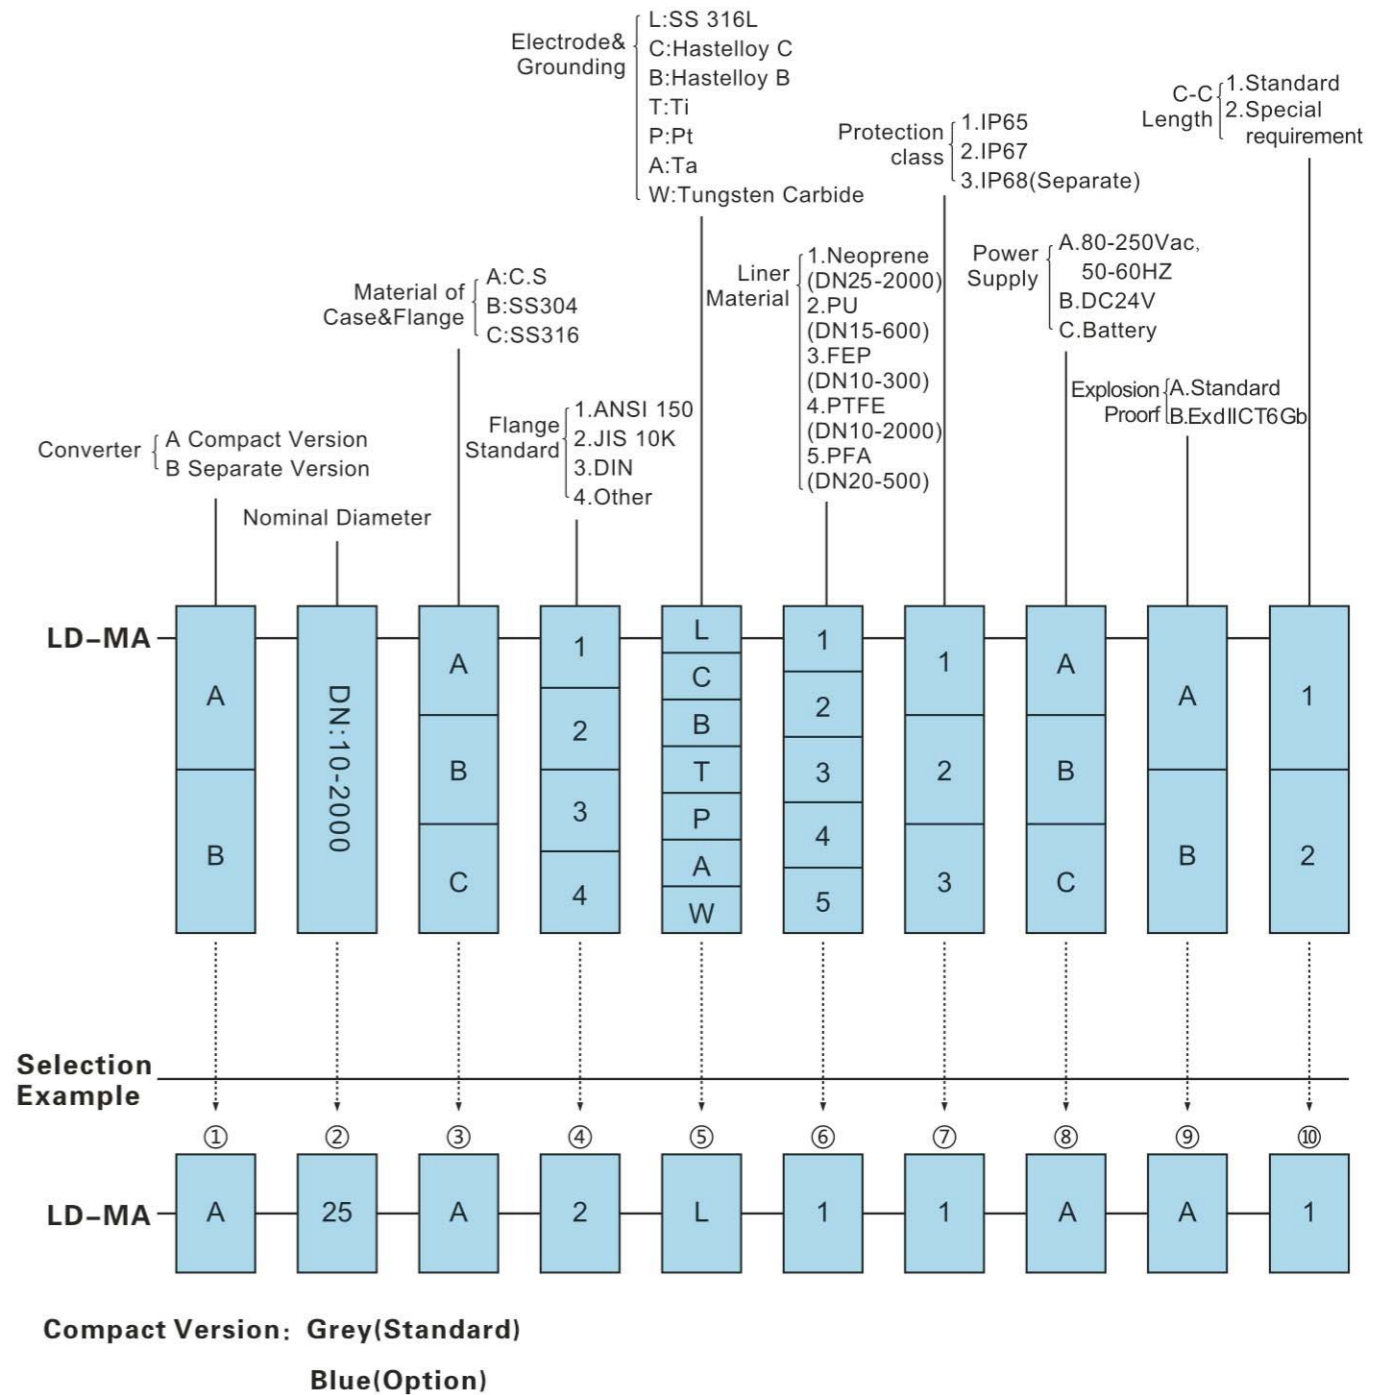 Electrode&
Grounding
L:SS 316L
C:Hastelloy C
B:Hastelloy B
T:Ti
P:Pt
A:Ta
W:Tungsten Carbide
C-C
Length
1.Standard
2.Special
requirement
Protection
class
1.IP65
2.IP67
3.IP68(Separate)
Material of
Case&Flange
A:C.S
B:SS304
C:SS316
Liner
Material
1.Neoprene
(DN25-2000)
2.PU
(DN15-600)
3.FEP
(DN10-300)
4.PTFE
(DN10-2000)
5.PFA
(DN20-500)
Power
Supply
A.80-250Vac,
50-60HZ
B.DC24V
C.Battery
Explosion
Proorf
A.Standard
B.ExdIICT6Gb
Converter
A Compact Version
B Separate Version
Flange
Standard
1.ANSI 150
2.JIS 10K
3.DIN
4.Other
Nominal Diameter
LD-MA
A
B
DN:10-2000
A
B
C
1
2
3
4
L
C
B
T
P
A
W
1
2
3
4
5
1
2
3
A
B
C
A
B
1
2
Selection
Example
① ② ③ ④ ⑤ ⑥ ⑦ ⑧ ⑨ ⑩
LD-MA A 25 A 2 L 1 1 A A 1
Compact Version: Grey(Standard)
Blue(Option)